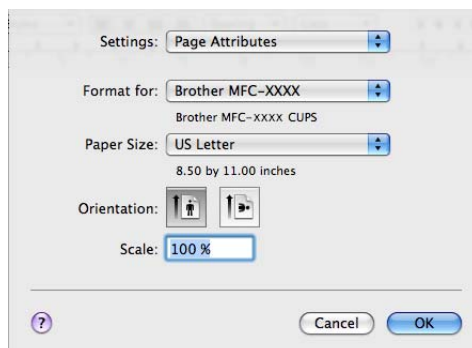 Settings: Page Attributes
Format for: Brother MFC-XXXX
Brother MFC-XXXX CUPS
Paper Size: US Letter
8.50 by 11.00 inches
Orientation:
Scale: 100 %
? Cancel OK